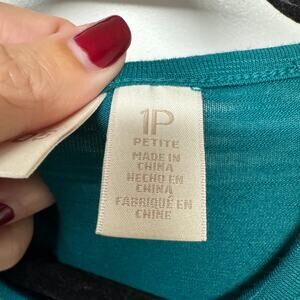 1P
PETITE
MADE IN
CHINA
HECHO EN
CHINA
FABRIQUÉ EN
CHINE